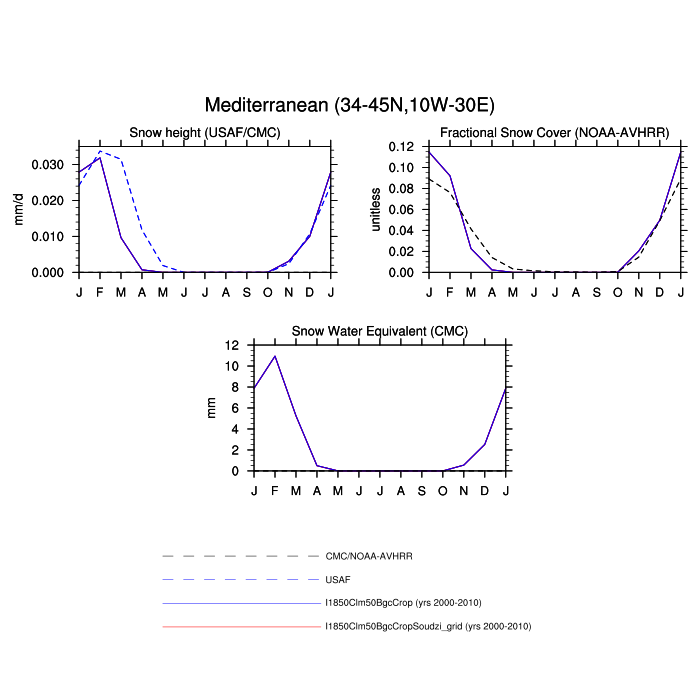 Mediterranean (34-45N,10W-30E)
Snow height (USAF/CMC)
mm/d
0.030
0.020
0.010
0.000
J F M A M J J A S O N D J
Fractional Snow Cover (NOAA-AVHRR)
unitless
0.12
0.10
0.08
0.06
0.04
0.02
0.00
J F M A M J J A S O N D J
Snow Water Equivalent (CMC)
mm
12
10
8
6
4
2
0
J F M A M J J A S O N D J
CMC/NOAA-AVHRR
USAF
I1850Clm50BgcCrop (yrs 2000-2010)
I1850Clm50BgcCropSoudzi_grid (yrs 2000-2010)